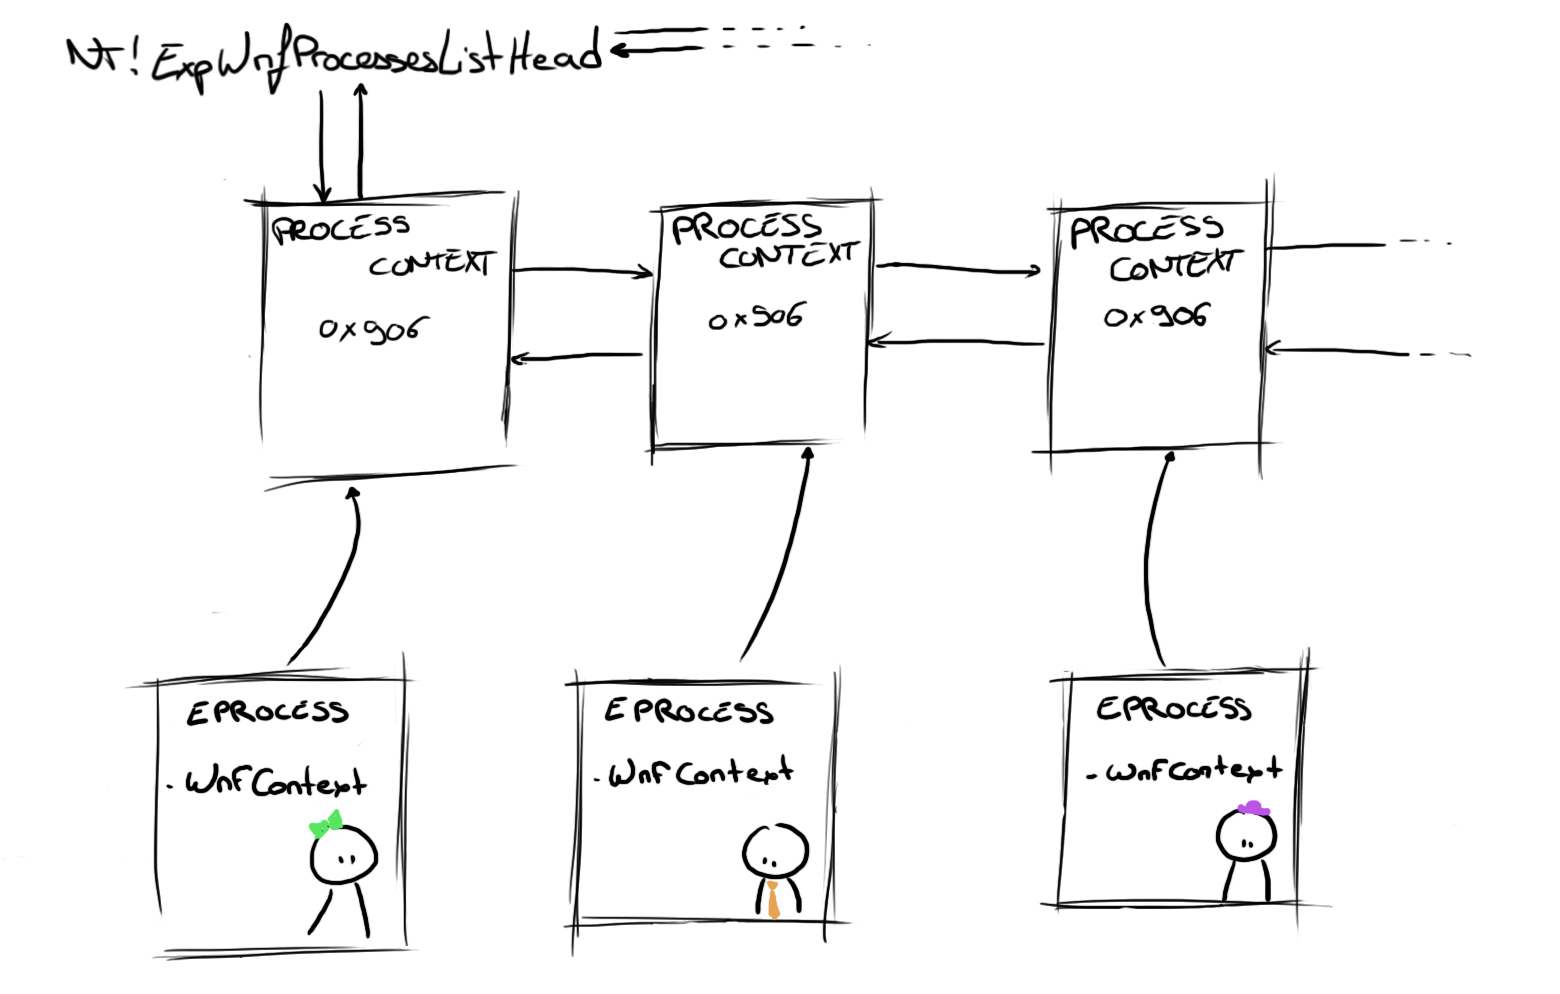 NT!ExpWnfProcessesListHead
PROCESS
CONTEXT
0x906
PROCESS
CONTEXT
0x906
PROCESS
CONTEXT
0x906
EPROCESS
. WnFContext
EPROCESS
. WnFContext
EPROCESS
- WnFContext